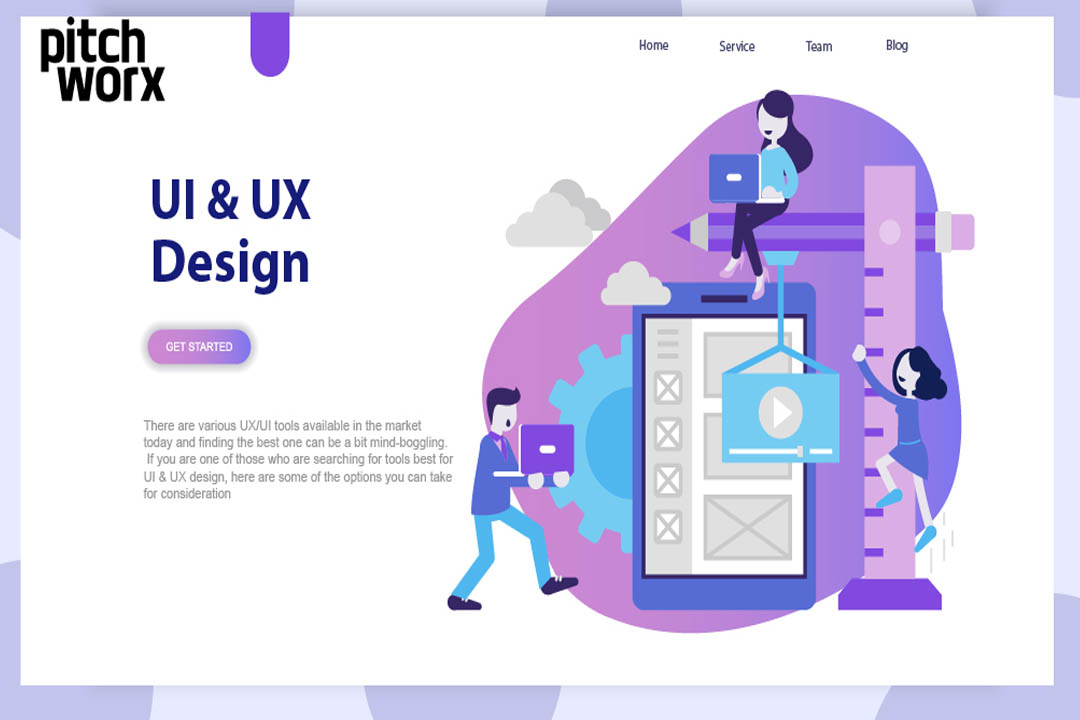 pitch
worx
Home Service Team Blog
UI & UX
Design
GET STARTED
There are various UX/UI tools available in the market
today and finding the best one can be a bit mind-boggling.
If you are one of those who are searching for tools best for
UI & UX design, here are some of the options you can take
for consideration